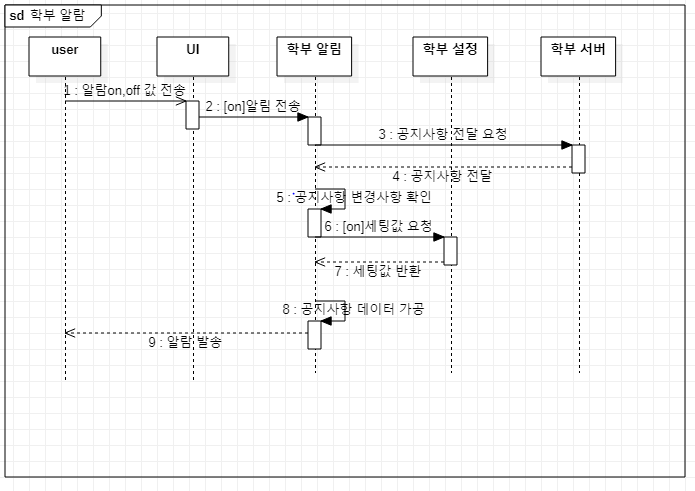 sd 학부 알람
user
UI
학부 알림
학부 설정
학부 서버
1 : 알람on,off 값 전송
2 : [on]알림 전송
3 : 공지사항 전달 요청
4 : 공지사항 전달
5 : 공지사항 변경사항 확인
6 : [on]세팅값 요청
7 : 세팅값 반환
8 : 공지사항 데이터 가공
9 : 알람 발송